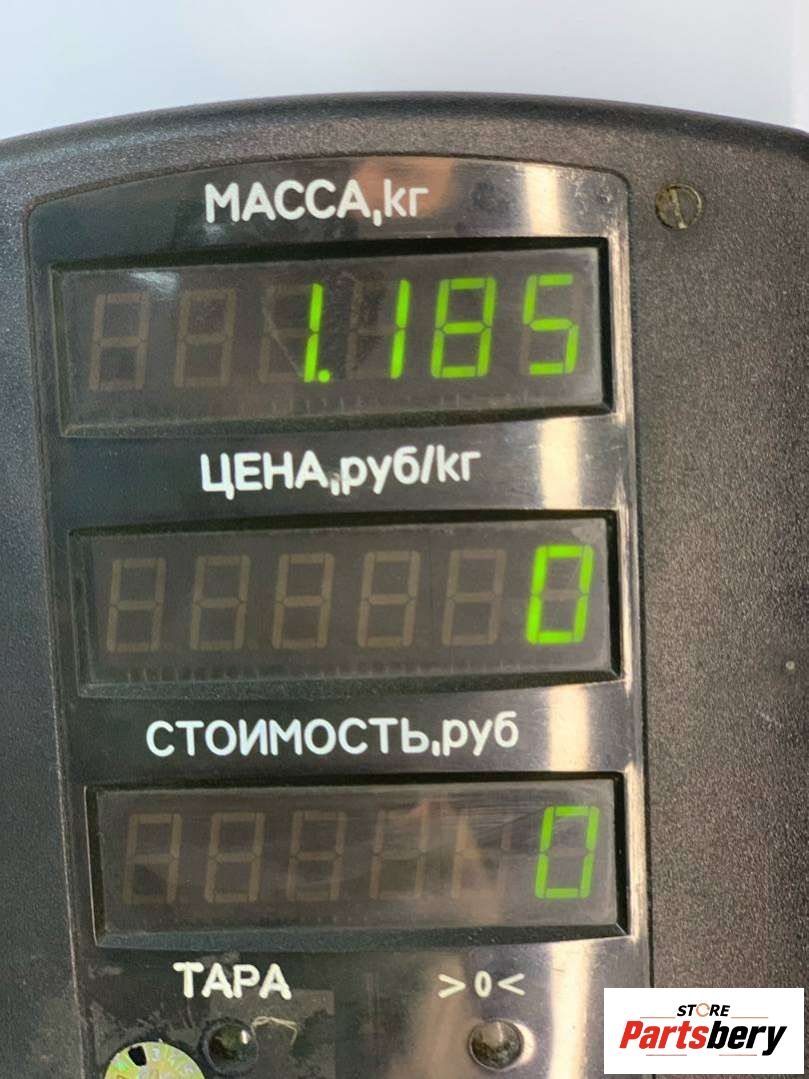 МАССА,кг
1.185
ЦЕНА,руб/кг
0
СТОИМОСТЬ,руб
0
ТАРА >0<
STORE
Partsbery